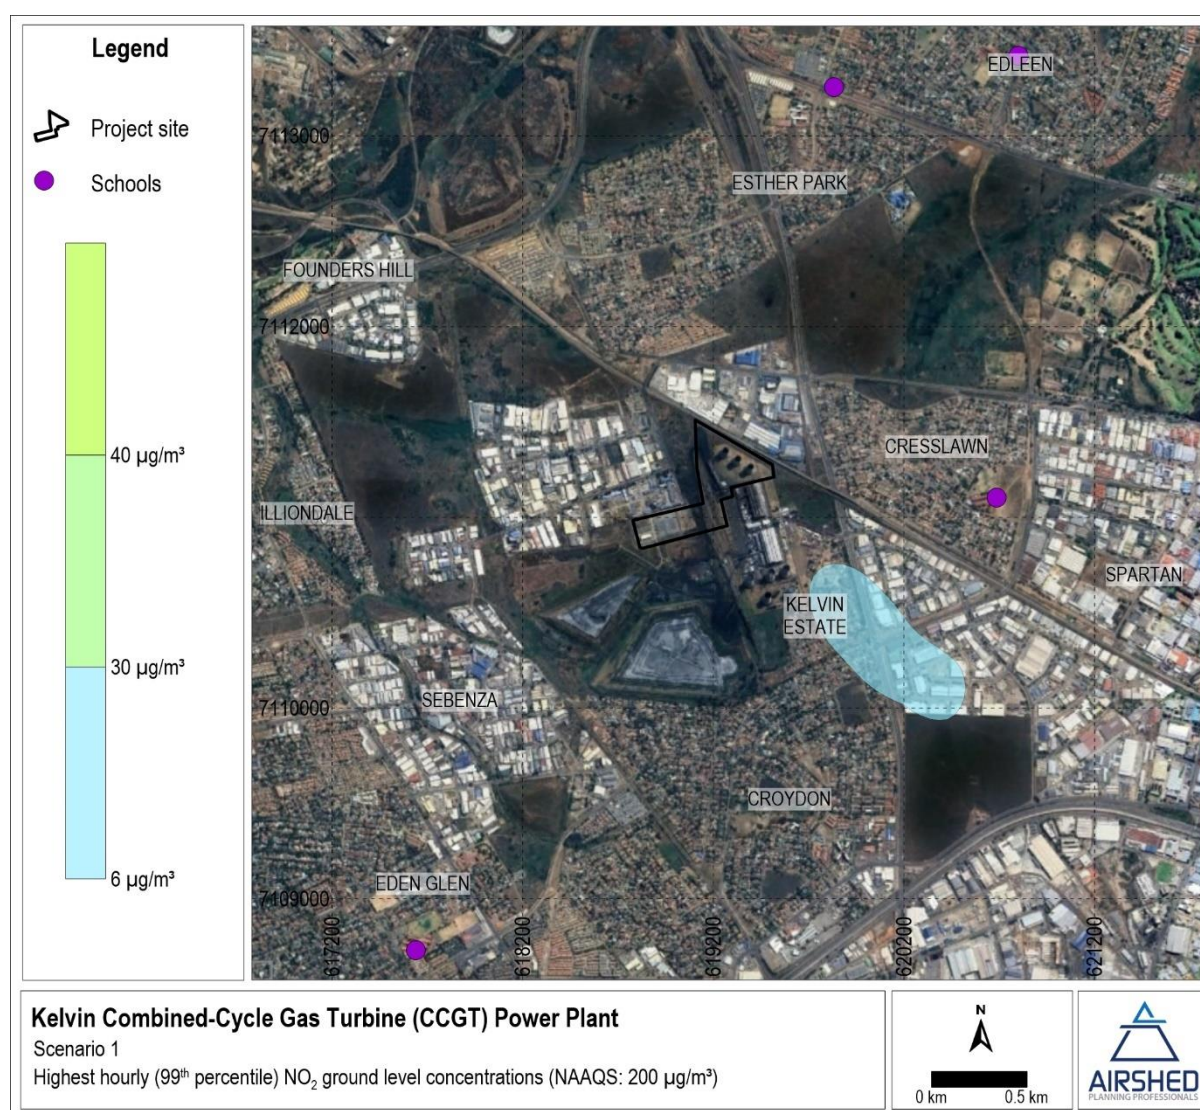 Legend
Project site
Schools
40 µg/m³
30 µg/m³
6 µg/m³
EDLEEN
7113000
ESTHER PARK
FOUNDERS HILL
7112000
CRESSLAWN
ILLIONDALE
SPARTAN
KELVIN
ESTATE
SEBENZA
7110000
CROYDON
EDEN GLEN
7109000
617200
618200
619200
620200
621200
Kelvin Combined-Cycle Gas Turbine (CCGT) Power Plant
Scenario 1
Highest hourly (99th percentile) NO₂ ground level concentrations (NAAQS: 200 µg/m³)
N
0 km 0.5 km
AIRSHED
PLANNING PROFESSIONALS